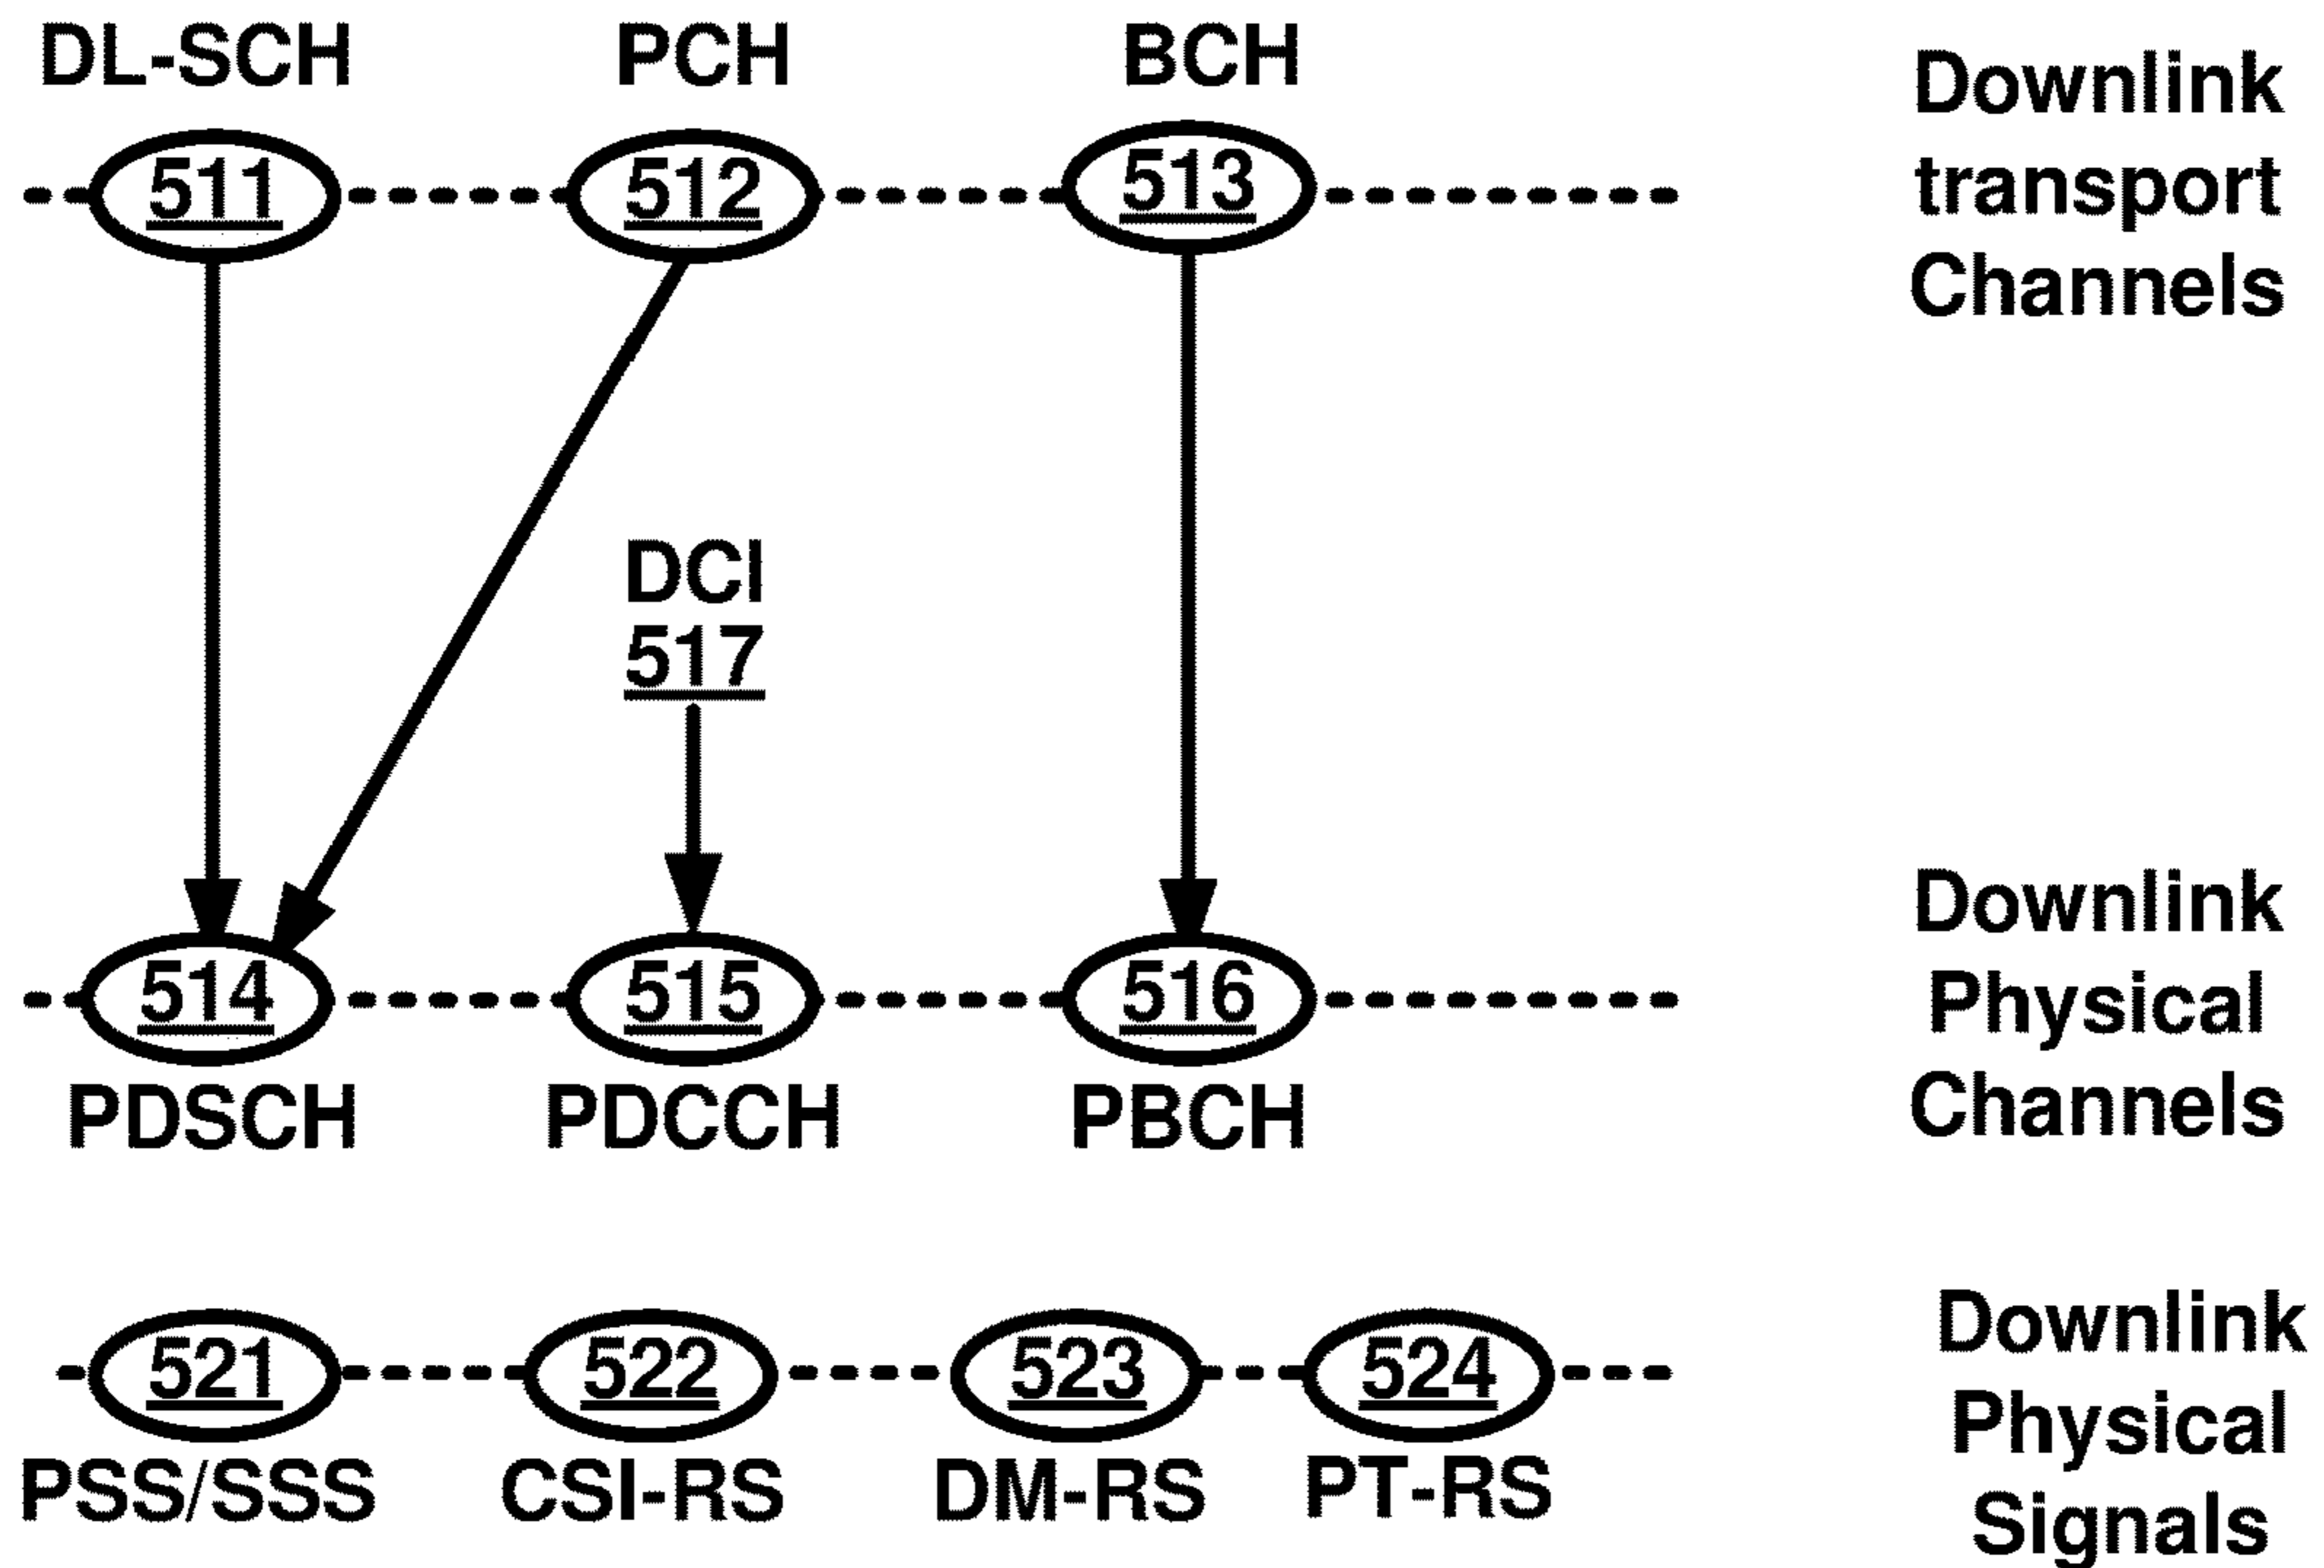 DL-SCH
PCH
BCH
Downlink
transport
Channels
511
512
513
DCI
517
Downlink
Physical
Channels
514
515
516
PDSCH
PDCCH
PBCH
Downlink
Physical
Signals
521
522
523
524
PSS/SSS
CSI-RS
DM-RS
PT-RS